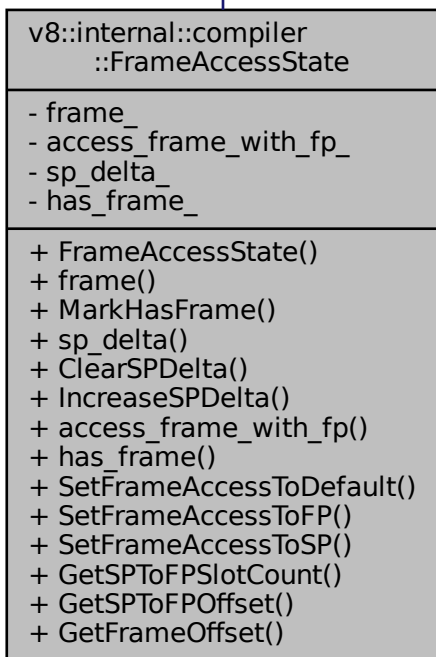 v8::internal::compiler
::FrameAccessState
- frame_
- access_frame_with_fp_
- sp_delta_
- has_frame_
+ FrameAccessState()
+ frame()
+ MarkHasFrame()
+ sp_delta()
+ ClearSPDelta()
+ IncreaseSPDelta()
+ access_frame_with_fp()
+ has_frame()
+ SetFrameAccessToDefault()
+ SetFrameAccessToFP()
+ SetFrameAccessToSP()
+ GetSPToFPSlotCount()
+ GetSPToFPOffset()
+ GetFrameOffset()